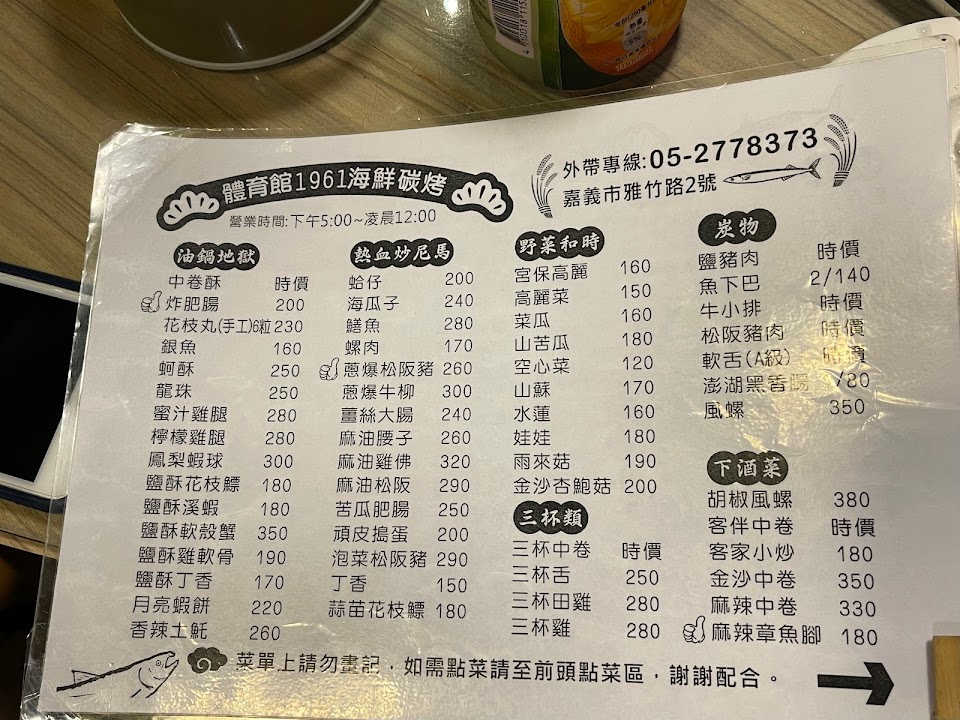 體育館1961海鮮碳烤
營業時間:下午5:00~凌晨12:00
外帶專線:05-2778373
嘉義市雅竹路2號
油鍋地獄
中卷酥 時價
炸肥腸 200
花枝丸(手工)6粒 230
銀魚 160
蚵酥 250
龍珠 250
蜜汁雞腿 280
檸檬雞腿 280
鳳梨蝦球 300
鹽酥花枝鰾 180
鹽酥溪蝦 180
鹽酥軟殼蟹 350
鹽酥雞軟骨 190
鹽酥丁香 170
月亮蝦餅 220
香辣土魠 260
熱血炒尼馬
蛤仔 200
海瓜子 240
鱔魚 280
螺肉 170
蔥爆松阪豬 260
蔥爆牛柳 300
薑絲大腸 240
麻油腰子 260
麻油雞佛 320
麻油松阪 290
苦瓜肥腸 250
頑皮搗蛋 200
泡菜松阪豬 290
丁香 150
蒜苗花枝鰾 180
野菜和時
宮保高麗 160
高麗菜 150
菜瓜 160
山苦瓜 180
空心菜 120
山蘇 170
水蓮 160
娃娃 180
雨來菇 190
金沙杏鮑菇 200
三杯類
三杯中卷 時價
三杯舌 250
三杯田雞 280
三杯雞 280
炭物
鹽豬肉 時價
魚下巴 2/140
牛小排 時價
松阪豬肉 時價
軟舌(A級) 時價
澎湖黑香腸 /80
風螺 350
下酒菜
胡椒風螺 380
客伴中卷 時價
客家小炒 180
金沙中卷 350
麻辣中卷 330
麻辣章魚腳 180
菜單上請勿畫記，如需點菜請至前頭點菜區，謝謝配合。